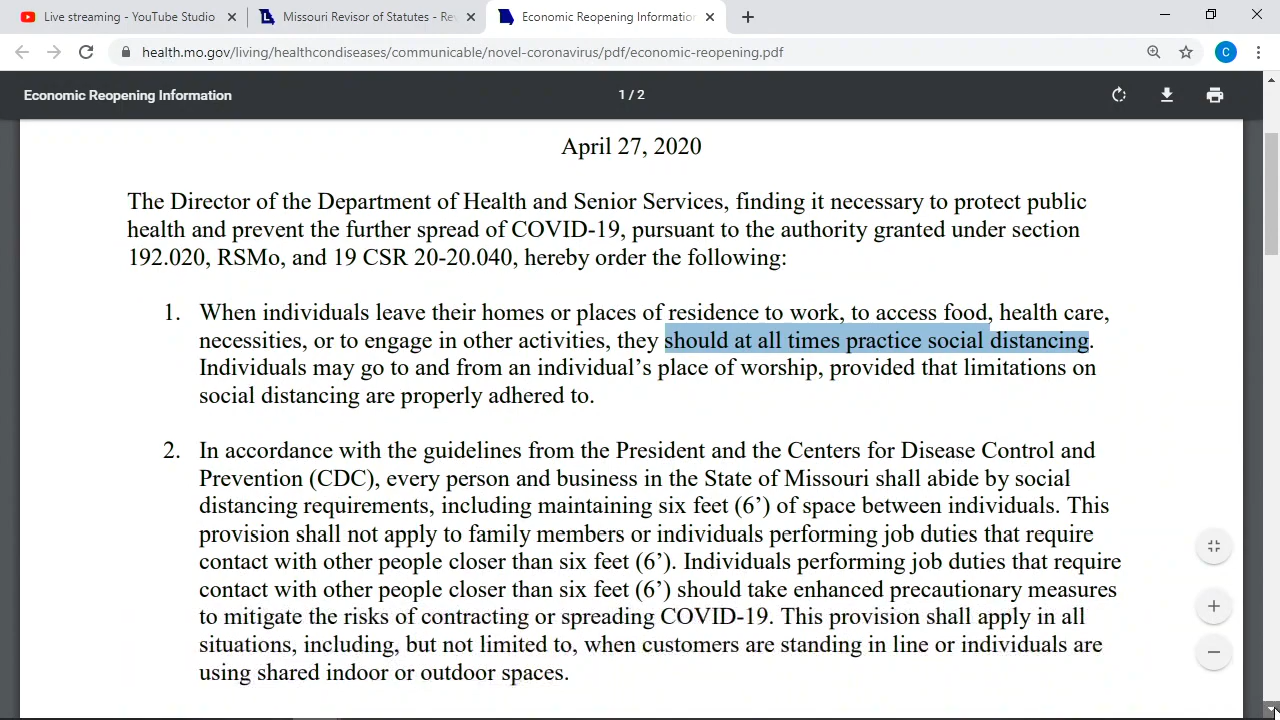 Live streaming - YouTube Studio
Missouri Revisor of Statutes - Re
Economic Reopening Information
health.mo.gov/living/healthcondiseases/communicable/novel-coronavirus/pdf/economic-reopening.pdf
C
Economic Reopening Information
1 / 2
April 27, 2020
The Director of the Department of Health and Senior Services, finding it necessary to protect public
health and prevent the further spread of COVID-19, pursuant to the authority granted under section
192.020, RSMo, and 19 CSR 20-20.040, hereby order the following:
1. When individuals leave their homes or places of residence to work, to access food, health care,
necessities, or to engage in other activities, they should at all times practice social distancing.
Individuals may go to and from an individual’s place of worship, provided that limitations on
social distancing are properly adhered to.
2. In accordance with the guidelines from the President and the Centers for Disease Control and
Prevention (CDC), every person and business in the State of Missouri shall abide by social
distancing requirements, including maintaining six feet (6’) of space between individuals. This
provision shall not apply to family members or individuals performing job duties that require
contact with other people closer than six feet (6’). Individuals performing job duties that require
contact with other people closer than six feet (6’) should take enhanced precautionary measures
to mitigate the risks of contracting or spreading COVID-19. This provision shall apply in all
situations, including, but not limited to, when customers are standing in line or individuals are
using shared indoor or outdoor spaces.